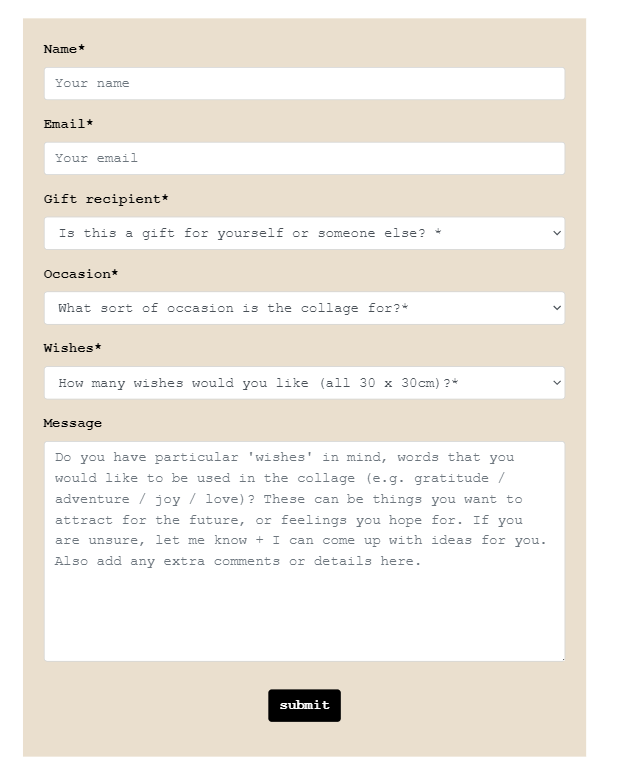 Name*
Your name
Email*
Your email
Gift recipient*
Is this a gift for yourself or someone else? *
Occasion*
What sort of occasion is the collage for?*
Wishes*
How many wishes would you like (all 30 x 30cm)?*
Message
Do you have particular 'wishes' in mind, words that you
would like to be used in the collage (e.g. gratitude /
adventure / joy / love)? These can be things you want to
attract for the future, or feelings you hope for. If you
are unsure, let me know + I can come up with ideas for you.
Also add any extra comments or details here.
submit